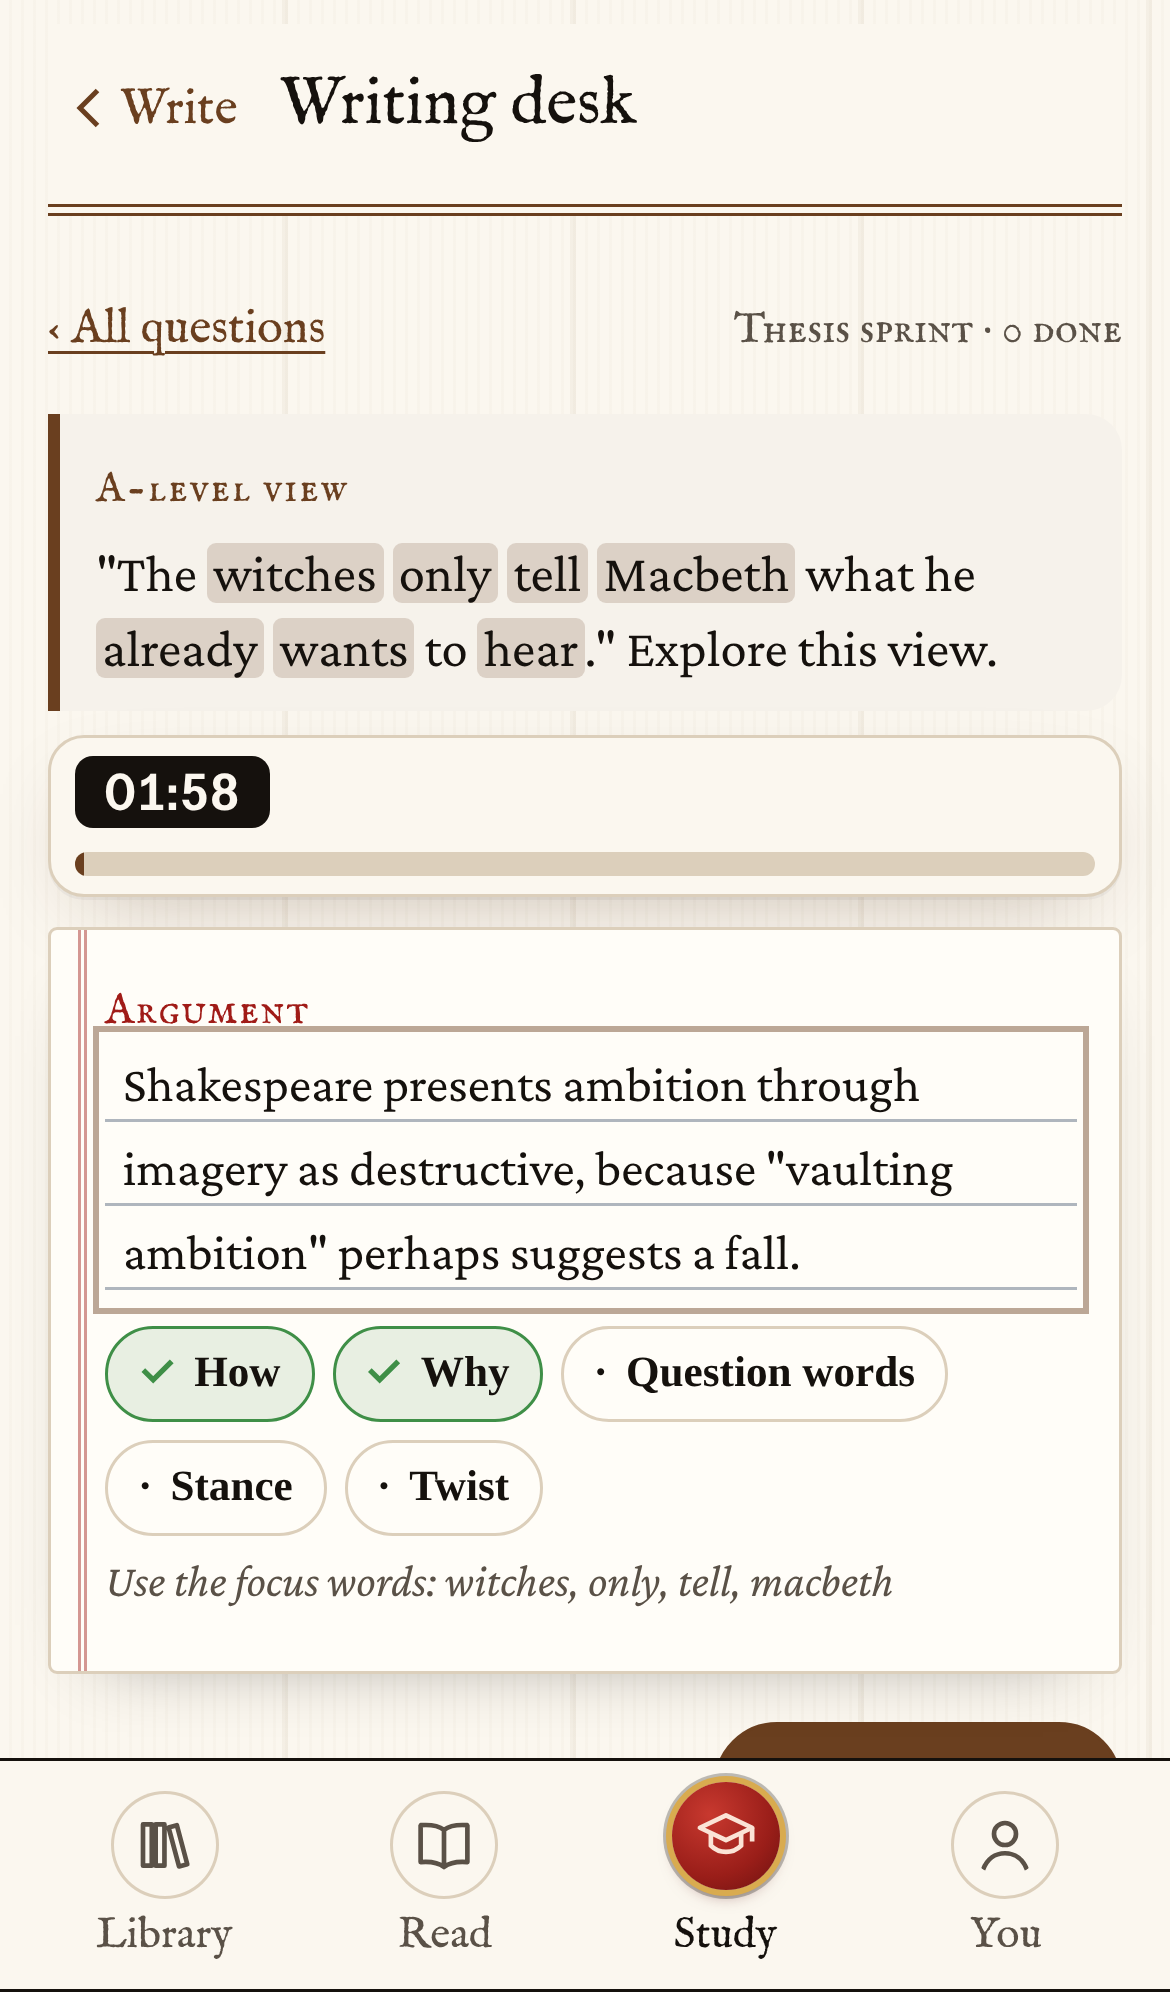 Write Writing desk
‹ All questions
Thesis sprint · 0 done
A-level view
"The witches only tell Macbeth what he
already wants to hear." Explore this view.
01:58
Argument
Shakespeare presents ambition through
imagery as destructive, because "vaulting
ambition" perhaps suggests a fall.
How Why · Question words
· Stance · Twist
Use the focus words: witches, only, tell, macbeth
Library Read Study You